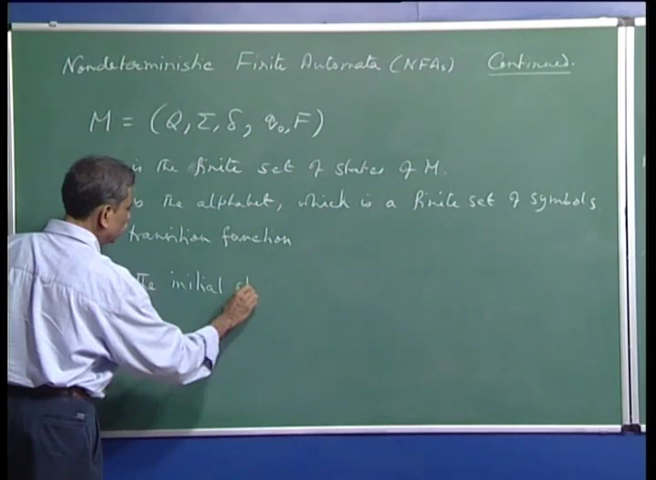 Nondeterministic Finite Automata (NFAs) Continued.
M = (Q, Σ, δ, q₀, F)
is the finite set of states of M.
is the alphabet, which is a finite set of symbols.
transition function
The initial st